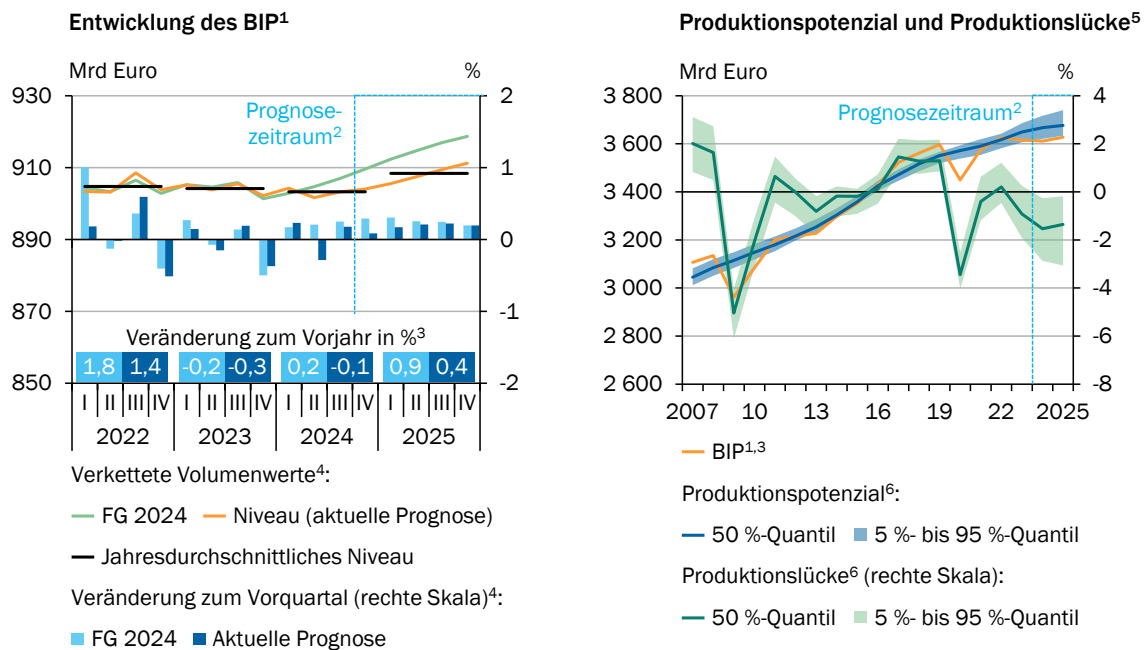 Entwicklung des BIP¹
Mrd Euro %
930 2
Prognose-
zeitraum²
910 1
890 0
870 -1
Veränderung zum Vorjahr in %³
1,8 1,4 -0,2 -0,3 0,2 -0,1 0,9 0,4
850 -2
I II III IV I II III IV I II III IV I II III IV
2022 2023 2024 2025
Verkettete Volumenwerte⁴:
FG 2024 Niveau (aktuelle Prognose)
Jahresdurchschnittliches Niveau
Veränderung zum Vorquartal (rechte Skala)⁴:
FG 2024 Aktuelle Prognose
Produktionspotenzial und Produktionslücke⁵
Mrd Euro %
3 800 4
Prognosezeitraum²
3 600 2
3 400 0
3 200 -2
3 000 -4
2 800 -6
2 600 -8
2007 10 13 16 19 22 2025
BIP¹,³
Produktionspotenzial⁶:
50 %-Quantil 5 %- bis 95 %-Quantil
Produktionslücke⁶ (rechte Skala):
50 %-Quantil 5 %- bis 95 %-Quantil